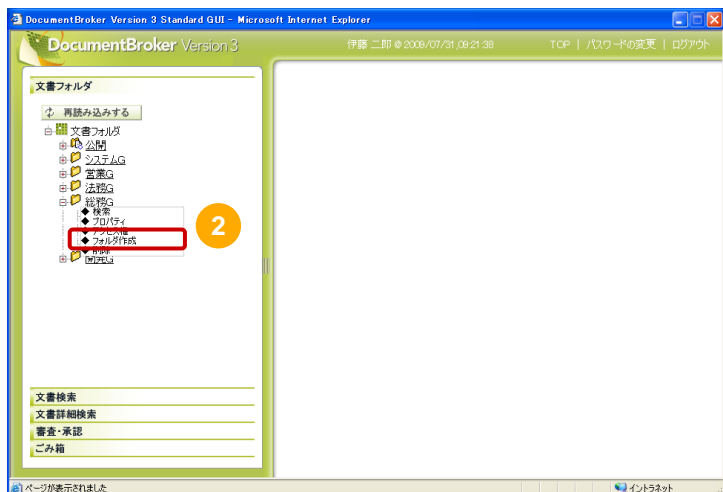 DocumentBroker Version 3 Standard GUI - Microsoft Internet Explorer
DocumentBroker Version 3
伊藤 二郎 @ 2009/07/31,09:21:38
TOP | パスワードの変更 | ログアウト
文書フォルダ
再読み込みする
文書フォルダ
公開
システムG
営業G
法務G
総務G
◆ 検索
◆ プロパティ
◆ アクセス権
◆ フォルダ作成
◆ 削除
開発G
2
文書検索
文書詳細検索
審査・承認
ごみ箱
ページが表示されました
イントラネット